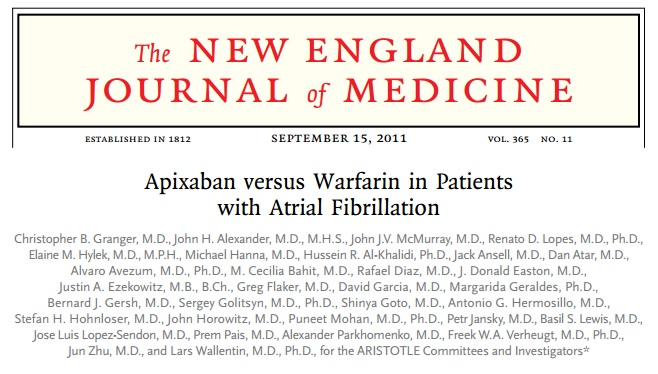 The NEW ENGLAND
JOURNAL of MEDICINE
ESTABLISHED IN 1812 SEPTEMBER 15, 2011 VOL. 365 NO. 11
Apixaban versus Warfarin in Patients
with Atrial Fibrillation
Christopher B. Granger, M.D., John H. Alexander, M.D., M.H.S., John J.V. McMurray, M.D., Renato D. Lopes, M.D., Ph.D.,
Elaine M. Hylek, M.D., M.P.H., Michael Hanna, M.D., Hussein R. Al-Khalidi, Ph.D., Jack Ansell, M.D., Dan Atar, M.D.,
Alvaro Avezum, M.D., Ph.D., M. Cecilia Bahit, M.D., Rafael Diaz, M.D., J. Donald Easton, M.D.,
Justin A. Ezekowitz, M.B., B.Ch., Greg Flaker, M.D., David Garcia, M.D., Margarida Geraldes, Ph.D.,
Bernard J. Gersh, M.D., Sergey Golitsyn, M.D., Ph.D., Shinya Goto, M.D., Antonio G. Hermosillo, M.D.,
Stefan H. Hohnloser, M.D., John Horowitz, M.D., Puneet Mohan, M.D., Ph.D., Petr Jansky, M.D., Basil S. Lewis, M.D.,
Jose Luis Lopez-Sendon, M.D., Prem Pais, M.D., Alexander Parkhomenko, M.D., Freek W.A. Verheugt, M.D., Ph.D.,
Jun Zhu, M.D., and Lars Wallentin, M.D., Ph.D., for the ARISTOTLE Committees and Investigators*